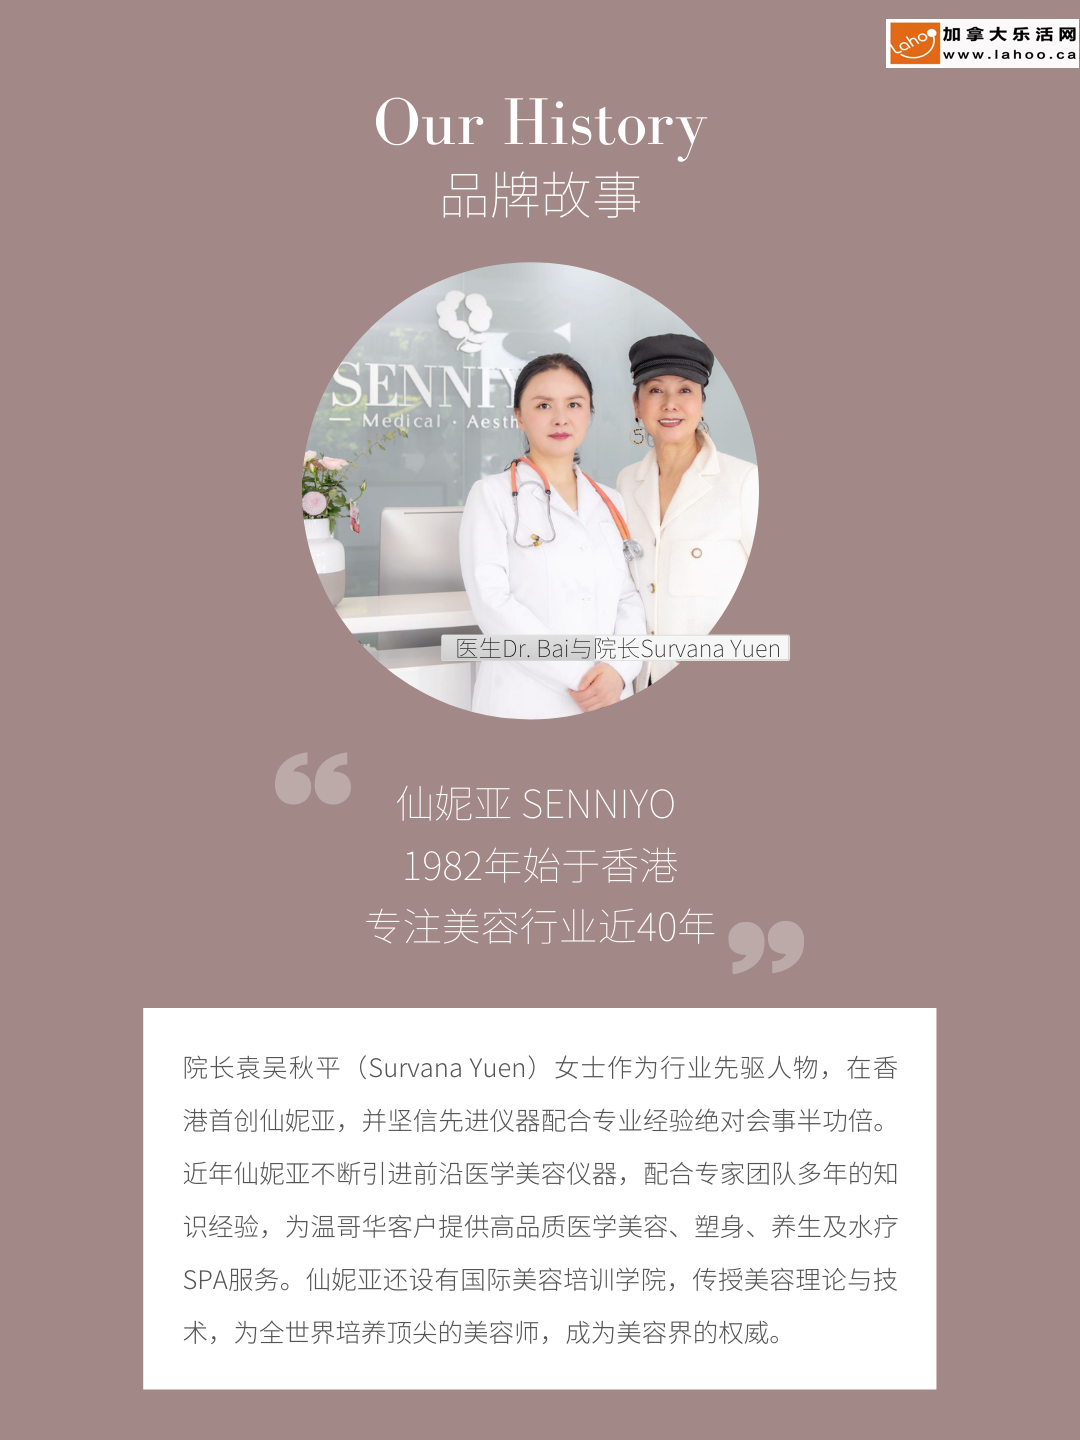 加拿大乐活网
Lahoo
www.lahoo.ca
Our History
品牌故事
SENNIY
Medical · Aesth
医生Dr. Bai与院长Survana Yuen
仙妮亚 SENNIYO
1982年始于香港
专注美容行业近40年
院长袁吴秋平（Survana Yuen）女士作为行业先驱人物，在香
港首创仙妮亚，并坚信先进仪器配合专业经验绝对会事半功倍。
近年仙妮亚不断引进前沿医学美容仪器，配合专家团队多年的知
识经验，为温哥华客户提供高品质医学美容、塑身、养生及水疗
SPA服务。仙妮亚还设有国际美容培训学院，传授美容理论与技
术，为全世界培养顶尖的美容师，成为美容界的权威。